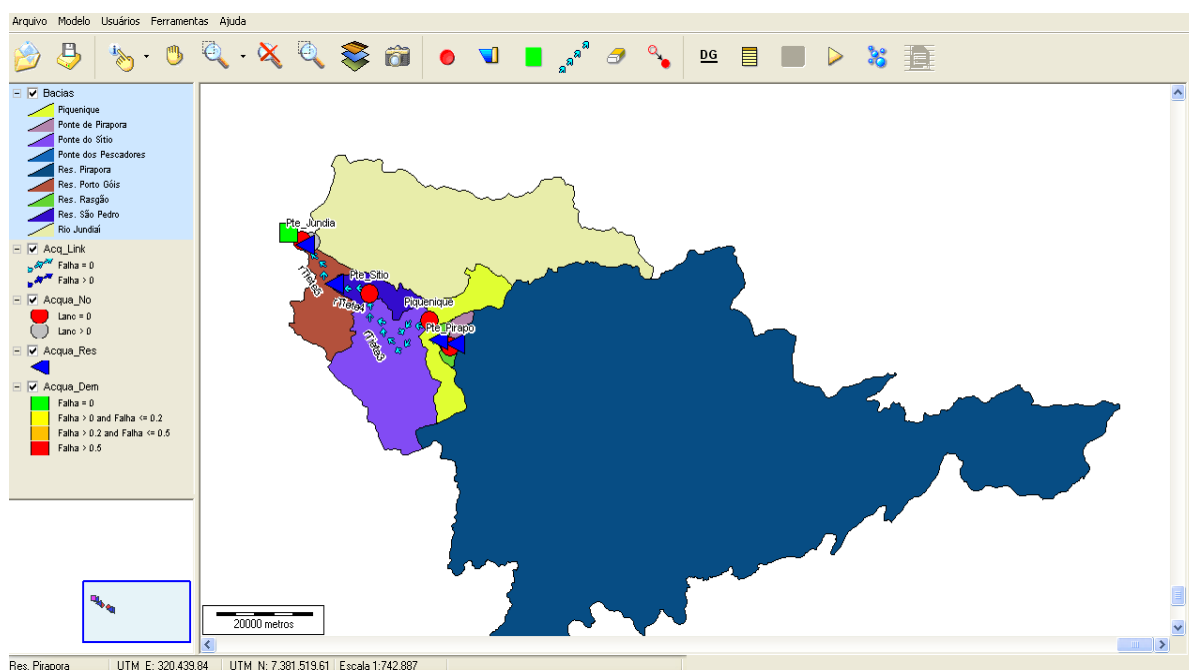 Arquivo Modelo Usuários Ferramentas Ajuda
DG
Bacias
Piquenique
Ponte de Pirapora
Ponte do Sítio
Ponte dos Pescadores
Res. Pirapora
Res. Porto Góis
Res. Rasgão
Res. São Pedro
Rio Jundiaí
Acq_Link
Falha = 0
Falha > 0
Acqua_No
Lanc = 0
Lanc > 0
Acqua_Res
Acqua_Dem
Falha = 0
Falha > 0 and Falha <= 0.2
Falha > 0.2 and Falha <= 0.5
Falha > 0.5
Pte_Jundia
Pte_Sitio
rTiete5
rTiete4
Piquenique
Pte_Pirapo
rTiete3
20000 metros
Res. Pirapora UTM E: 320.439.84 UTM N: 7.381.519.61 Escala 1:742.887